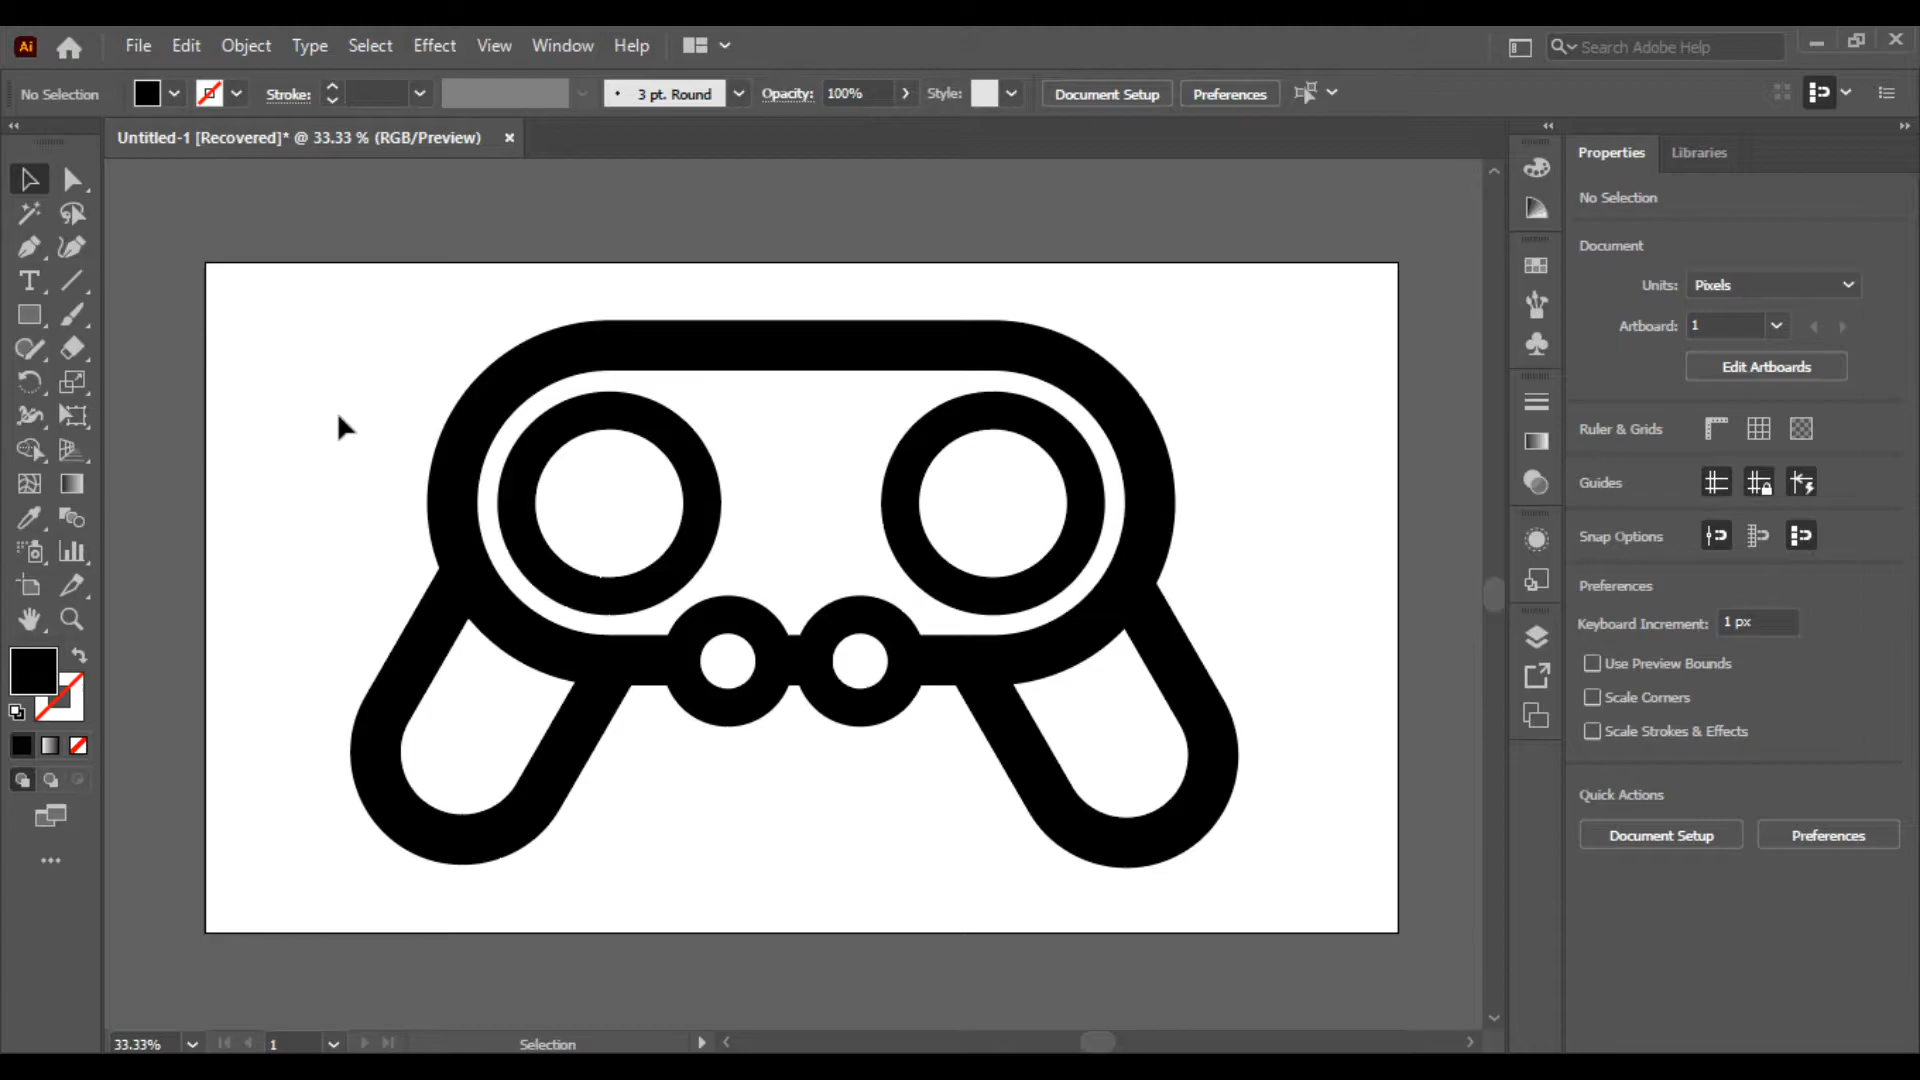 Ai File Edit Object Type Select Effect View Window Help Search Adobe Help
No Selection Stroke: 3 pt. Round Opacity: 100% Style: Document Setup Preferences
Untitled-1 [Recovered]* @ 33.33 % (RGB/Preview) ×
Properties Libraries
No Selection
Document
Units: Pixels
Artboard: 1
Edit Artboards
Ruler & Grids
Guides
Snap Options
Preferences
Keyboard Increment: 1 px
Use Preview Bounds
Scale Corners
Scale Strokes & Effects
Quick Actions
Document Setup Preferences
33.33% 1 Selection